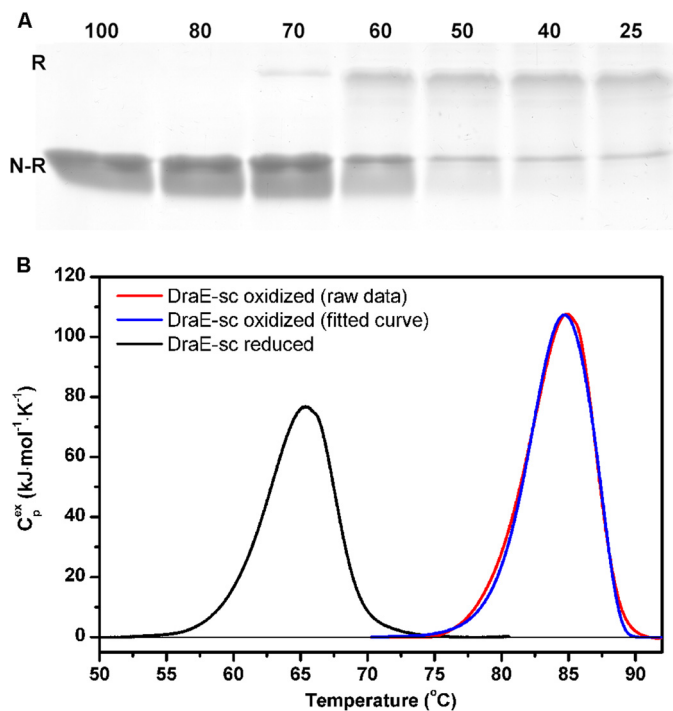 A
100 80 70 60 50 40 25
R
N-R
B
120
100
80
60
40
20
0
C_p^ex (kJ·mol⁻¹·K⁻¹)
DraE-sc oxidized (raw data)
DraE-sc oxidized (fitted curve)
DraE-sc reduced
50 55 60 65 70 75 80 85 90
Temperature (°C)